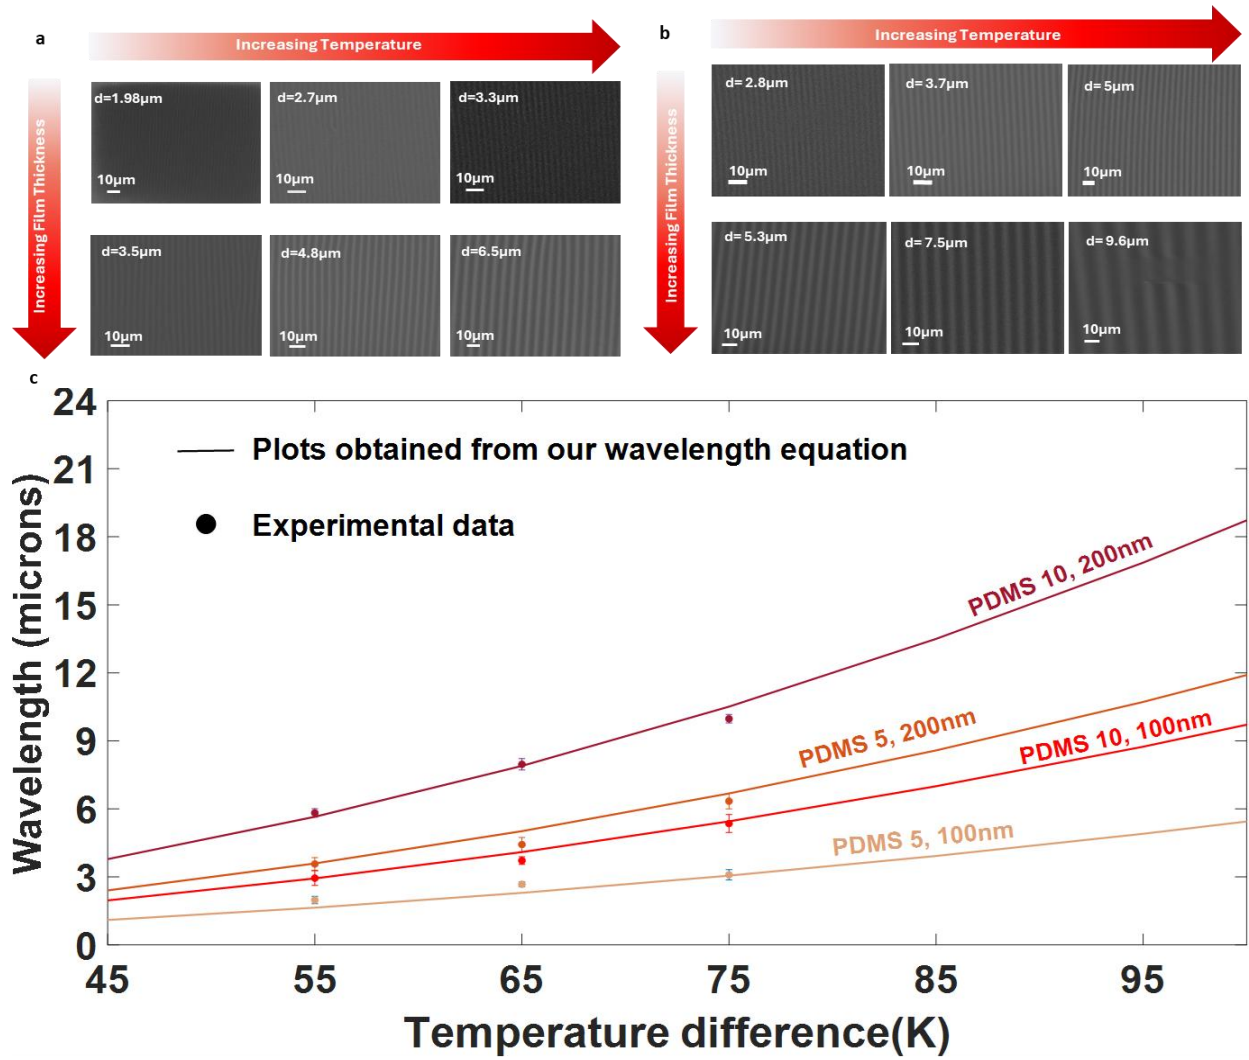 a
Increasing Temperature
Increasing Film Thickness
d=1.98µm
10µm
d=2.7µm
10µm
d=3.3µm
10µm
d=3.5µm
10µm
d=4.8µm
10µm
d=6.5µm
10µm
b
Increasing Temperature
Increasing Film Thickness
d= 2.8µm
10µm
d= 3.7µm
10µm
d= 5µm
10µm
d= 5.3µm
10µm
d= 7.5µm
10µm
d= 9.6µm
10µm
c
Wavelength (microns)
24
21
18
15
12
9
6
3
0
Plots obtained from our wavelength equation
Experimental data
PDMS 10, 200nm
PDMS 5, 200nm
PDMS 10, 100nm
PDMS 5, 100nm
45
55
65
75
85
95
Temperature difference(K)